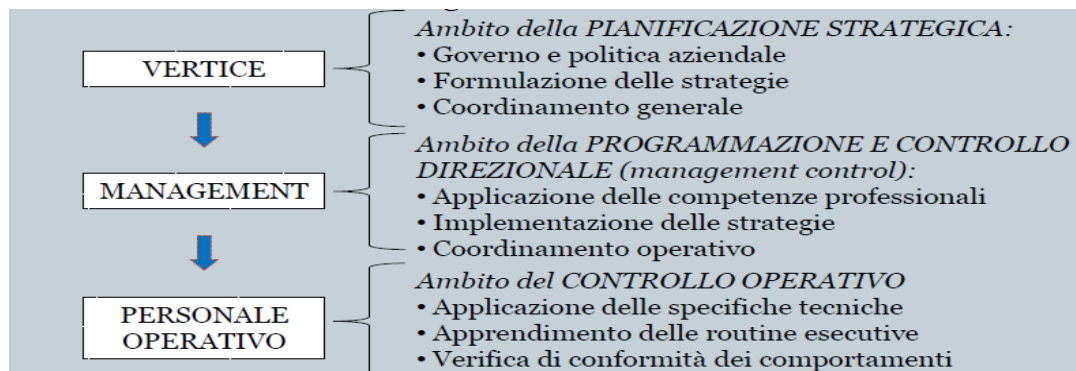 Ambito della PIANIFICAZIONE STRATEGICA:
VERTICE
• Governo e politica aziendale
• Formulazione delle strategie
• Coordinamento generale
Ambito della PROGRAMMAZIONE E CONTROLLO
DIREZIONALE (management control):
MANAGEMENT
• Applicazione delle competenze professionali
• Implementazione delle strategie
• Coordinamento operativo
Ambito del CONTROLLO OPERATIVO
PERSONALE
OPERATIVO
• Applicazione delle specifiche tecniche
• Apprendimento delle routine esecutive
• Verifica di conformità dei comportamenti